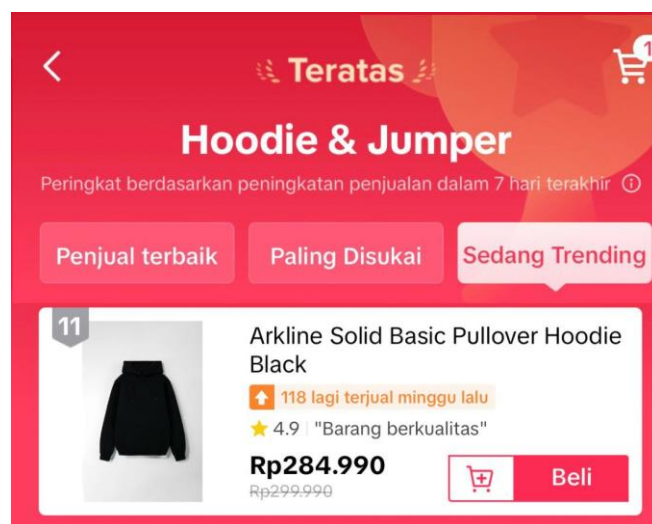 Teratas
1
Hoodie & Jumper
Peringkat berdasarkan peningkatan penjualan dalam 7 hari terakhir
Penjual terbaik
Paling Disukai
Sedang Trending
11
Arkline Solid Basic Pullover Hoodie
Black
118 lagi terjual minggu lalu
4.9 "Barang berkualitas"
Rp284.990
Rp299.990
Beli